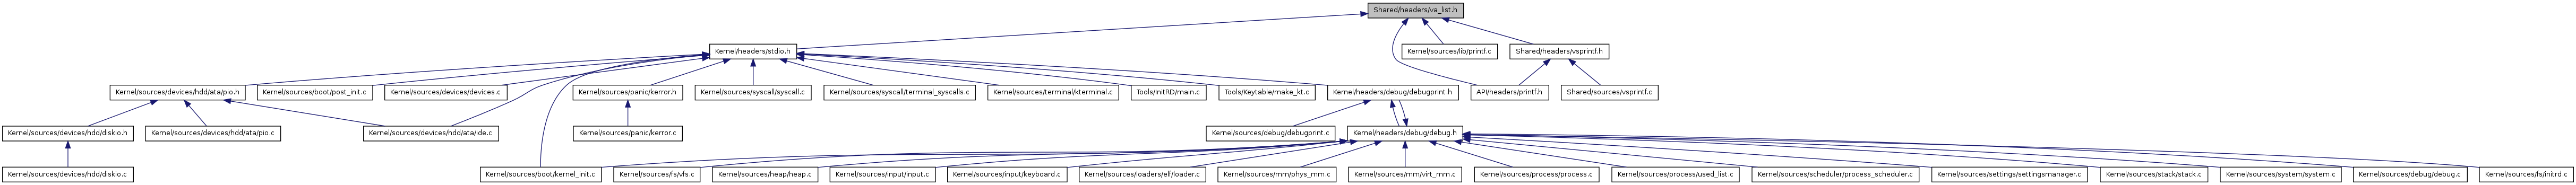 Shared/headers/va_list.h
Kernel/headers/stdio.h
Kernel/sources/lib/printf.c
Shared/headers/vsprintf.h
Kernel/sources/devices/hdd/ata/pio.h
Kernel/sources/boot/post_init.c
Kernel/sources/devices/devices.c
Kernel/sources/panic/kerror.h
Kernel/sources/syscall/syscall.c
Kernel/sources/syscall/terminal_syscalls.c
Kernel/sources/terminal/kterminal.c
Tools/InitRD/main.c
Tools/Keytable/make_kt.c
Kernel/headers/debug/debugprint.h
API/headers/printf.h
Shared/sources/vsprintf.c
Kernel/sources/devices/hdd/diskio.h
Kernel/sources/devices/hdd/ata/pio.c
Kernel/sources/devices/hdd/ata/ide.c
Kernel/sources/panic/kerror.c
Kernel/sources/debug/debugprint.c
Kernel/headers/debug/debug.h
Kernel/sources/devices/hdd/diskio.c
Kernel/sources/boot/kernel_init.c
Kernel/sources/fs/vfs.c
Kernel/sources/heap/heap.c
Kernel/sources/input/input.c
Kernel/sources/input/keyboard.c
Kernel/sources/loaders/elf/loader.c
Kernel/sources/mm/phys_mm.c
Kernel/sources/mm/virt_mm.c
Kernel/sources/process/process.c
Kernel/sources/process/used_list.c
Kernel/sources/scheduler/process_scheduler.c
Kernel/sources/settings/settingsmanager.c
Kernel/sources/stack/stack.c
Kernel/sources/system/system.c
Kernel/sources/debug/debug.c
Kernel/sources/fs/initrd.c